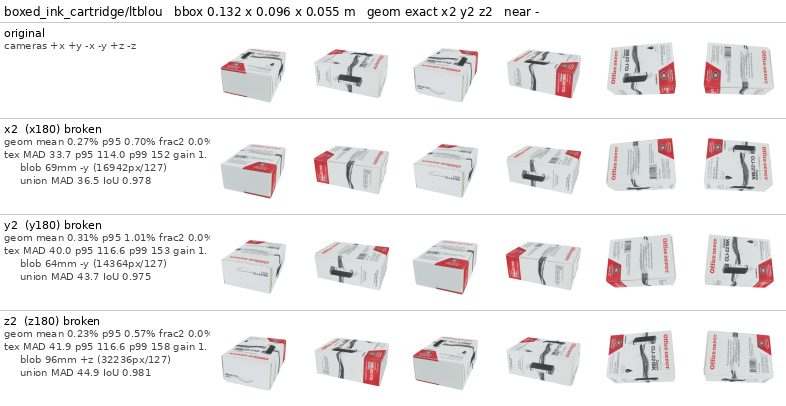 boxed_ink_cartridge/ltblou   bbox 0.132 x 0.096 x 0.055 m   geom exact x2 y2 z2   near -
original
cameras +x +y -x -y +z -z
x2  (x180) broken
geom mean 0.27% p95 0.70% frac2 0.0%
tex MAD 33.7 p95 114.0 p99 152 gain 1.
blob 69mm -y (16942px/127)
union MAD 36.5 IoU 0.978
y2  (y180) broken
geom mean 0.31% p95 1.01% frac2 0.0%
tex MAD 40.0 p95 116.6 p99 153 gain 1.
blob 64mm -y (14364px/127)
union MAD 43.7 IoU 0.975
z2  (z180) broken
geom mean 0.23% p95 0.57% frac2 0.0%
tex MAD 41.9 p95 116.6 p99 158 gain 1.
blob 96mm +z (32236px/127)
union MAD 44.9 IoU 0.981
Office DEPOT